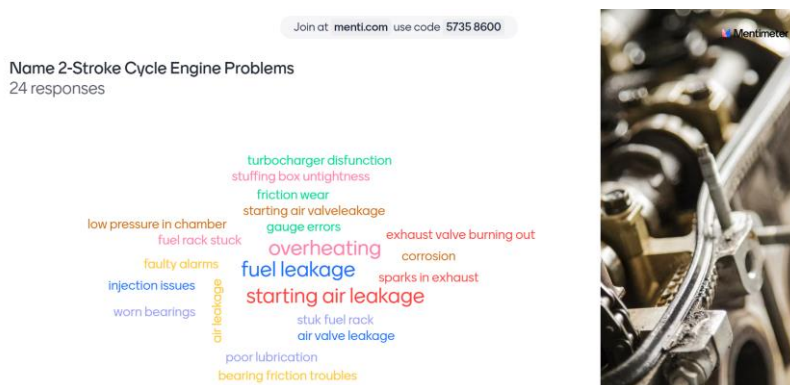 Join at menti.com use code 5735 8600
Mentimeter
Name 2-Stroke Cycle Engine Problems
24 responses
turbocharger disfunction
stuffing box untightness
friction wear
starting air valveleakage
low pressure in chamber
gauge errors
exhaust valve burning out
fuel rack stuck
overheating
corrosion
faulty alarms
fuel leakage
sparks in exhaust
injection issues
starting air leakage
air leakage
worn bearings
stuk fuel rack
air valve leakage
poor lubrication
bearing friction troubles